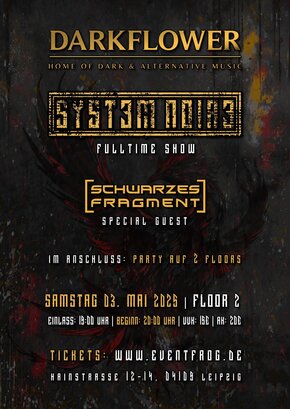 DARKFLOWER
HOME OF DARK & ALTERNATIVE MUSIC
SYST3M NOIR3
FULLTIME SHOW
SCHWARZES
FRAGMENT
SPECIAL GUEST
IM ANSCHLUSS: PARTY AUF 2 FLOORS
SAMSTAG 03. MAI 2025 | FLOOR 2
EINLASS: 19:00 UHR | BEGINN: 20:00 UHR | VVK: 15€ | AK: 20€
TICKETS: WWW.EVENTFROG.DE
HAINSTRASSE 12-14, 04109 LEIPZIG